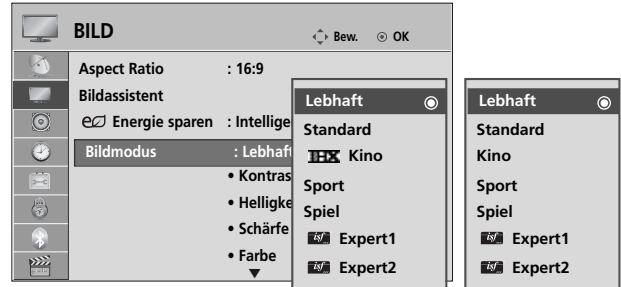 BILD
Bew. OK
Aspect Ratio : 16:9
Bildassistent
Energie sparen : Intellige
Bildmodus : Lebhaft
• Kontras
• Helligke
• Schärfe
• Farbe
Lebhaft
Standard
THX Kino
Sport
Spiel
isf Expert1
isf Expert2
Lebhaft
Standard
Kino
Sport
Spiel
isf Expert1
isf Expert2